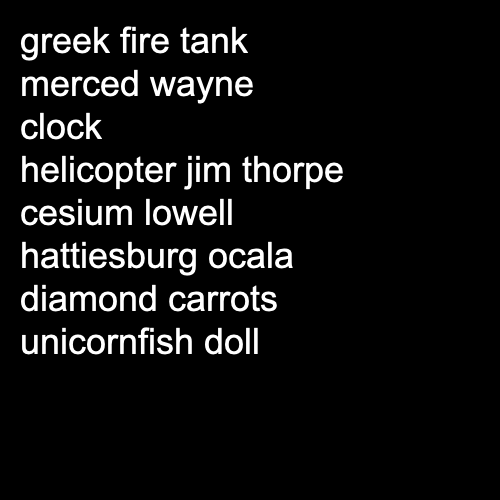 greek fire tank
merced wayne
clock
helicopter jim thorpe
cesium lowell
hattiesburg ocala
diamond carrots
unicornfish doll